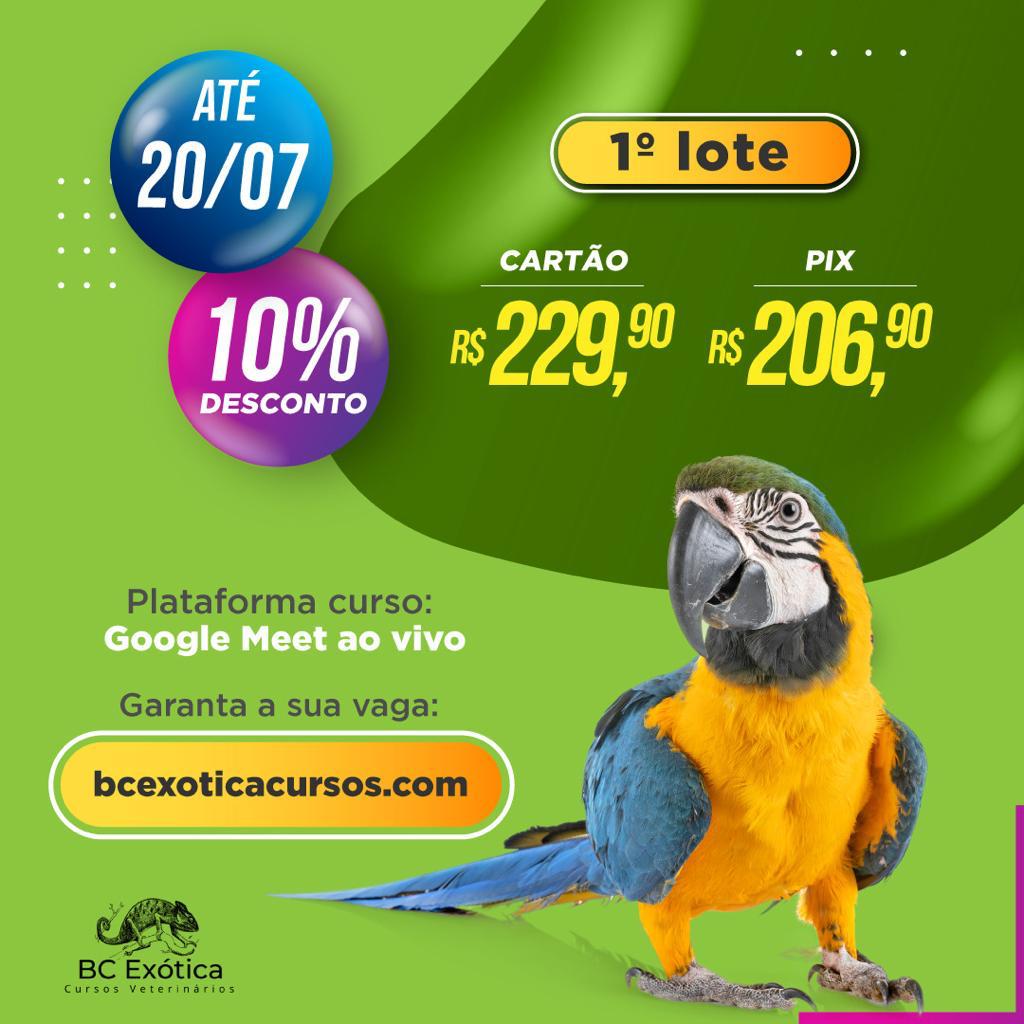 ATÉ
20/07
10%
DESCONTO
1º lote
CARTÃO
R$ 229,90
PIX
R$ 206,90
Plataforma curso:
Google Meet ao vivo
Garanta a sua vaga:
bcexoticacursos.com
BC Exótica
Cursos Veterinários